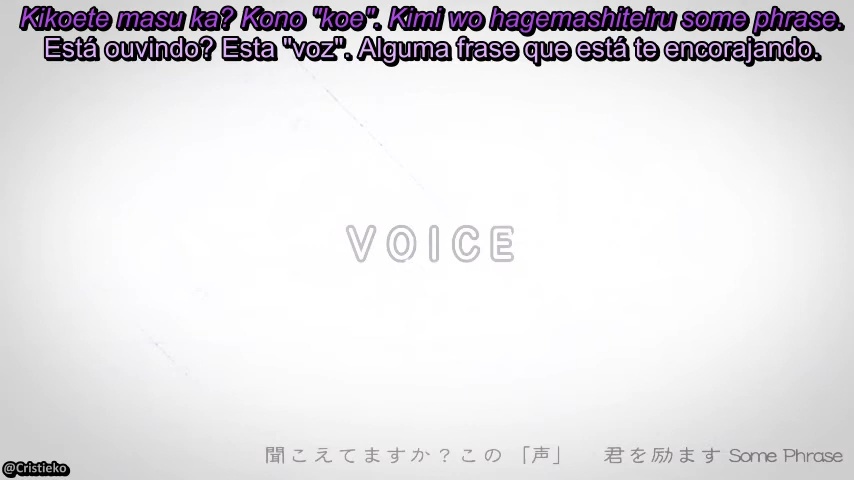 Kikoete masu ka? Kono "koe". Kimi wo hagemashiteiru some phrase.
Está ouvindo? Esta "voz". Alguma frase que está te encorajando.
VOICE
聞こえてますか？この「声」 君を励ます Some Phrase
@Cristieko